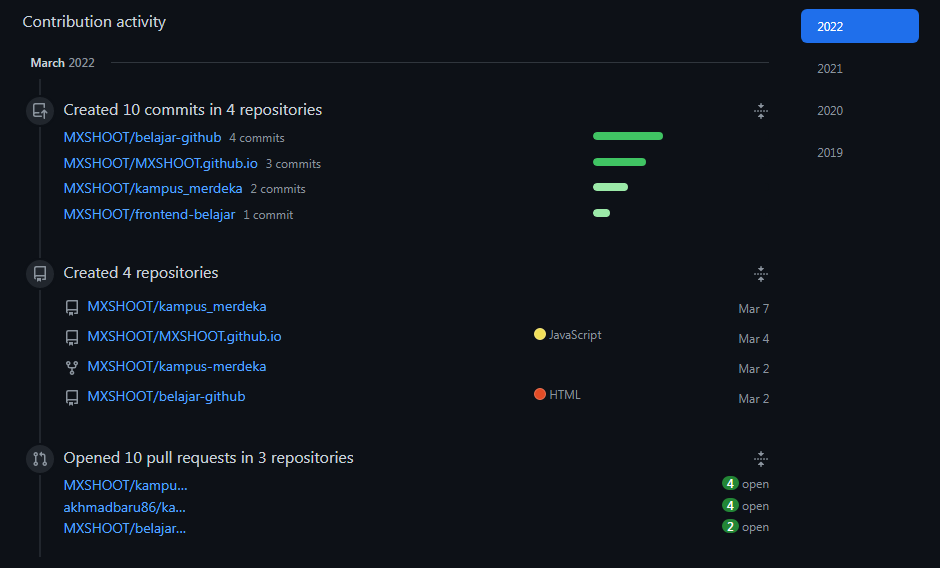 Contribution activity
2022
2021
2020
2019
March 2022
Created 10 commits in 4 repositories
MXSHOOT/belajar-github 4 commits
MXSHOOT/MXSHOOT.github.io 3 commits
MXSHOOT/kampus_merdeka 2 commits
MXSHOOT/frontend-belajar 1 commit
Created 4 repositories
MXSHOOT/kampus_merdeka Mar 7
MXSHOOT/MXSHOOT.github.io JavaScript Mar 4
MXSHOOT/kampus-merdeka Mar 2
MXSHOOT/belajar-github HTML Mar 2
Opened 10 pull requests in 3 repositories
MXSHOOT/kampu... 4 open
akhmadbaru86/ka... 4 open
MXSHOOT/belajar... 2 open